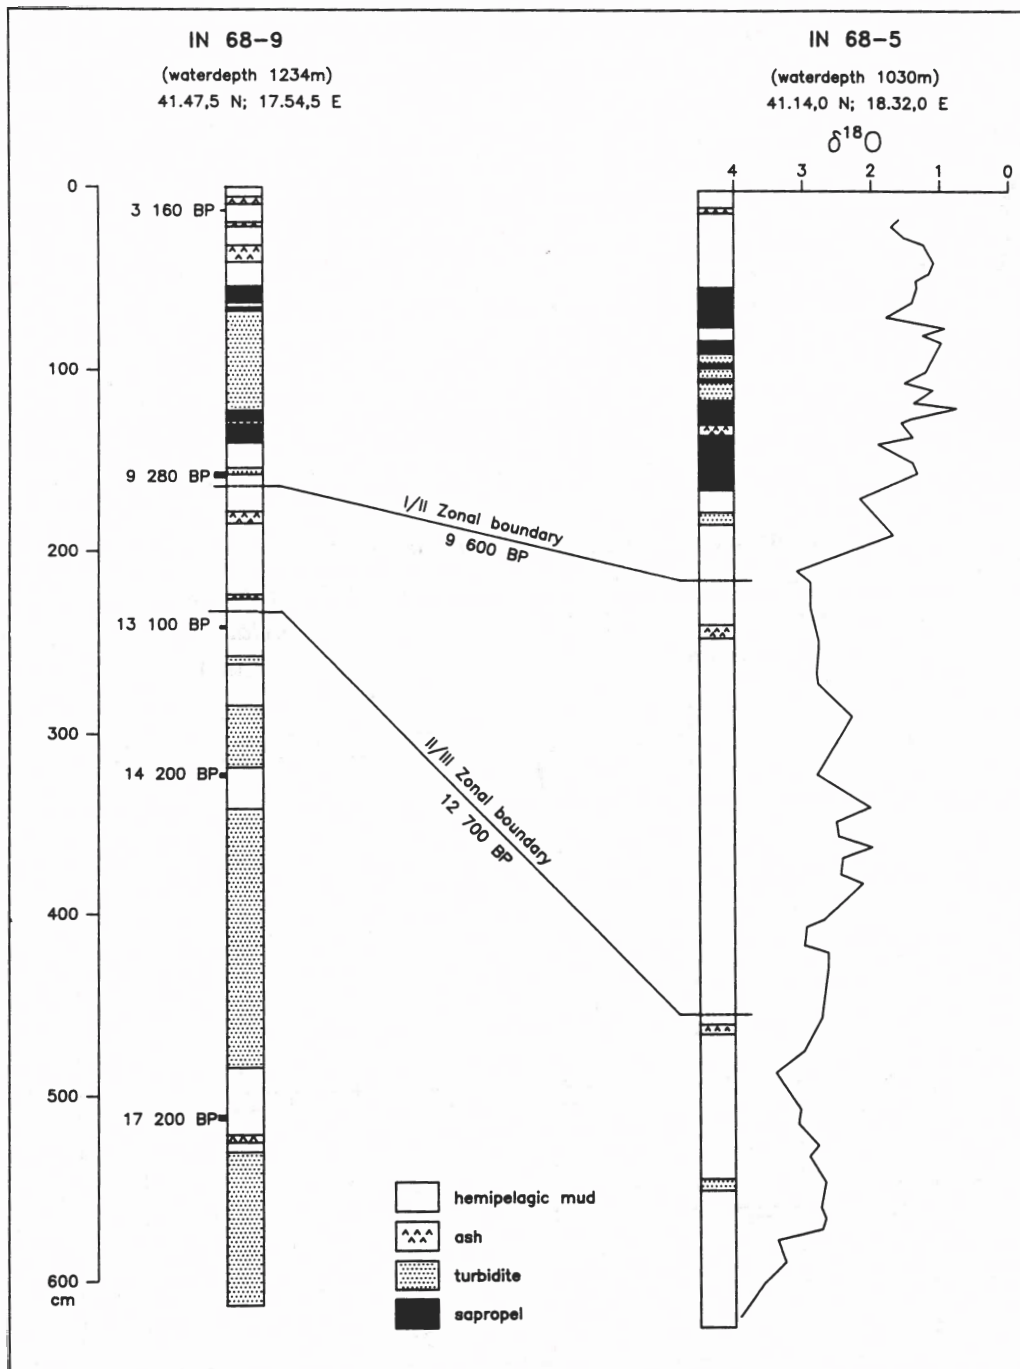 IN 68-9
(waterdepth 1234m)
41.47,5 N; 17.54,5 E
IN 68-5
(waterdepth 1030m)
41.14,0 N; 18.32,0 E
δ¹⁸O
4 3 2 1 0
0
100
200
300
400
500
600
cm
3 160 BP
9 280 BP
13 100 BP
14 200 BP
17 200 BP
I/II Zonal boundary
9 600 BP
II/III Zonal boundary
12 700 BP
hemipelagic mud
ash
turbidite
sapropel